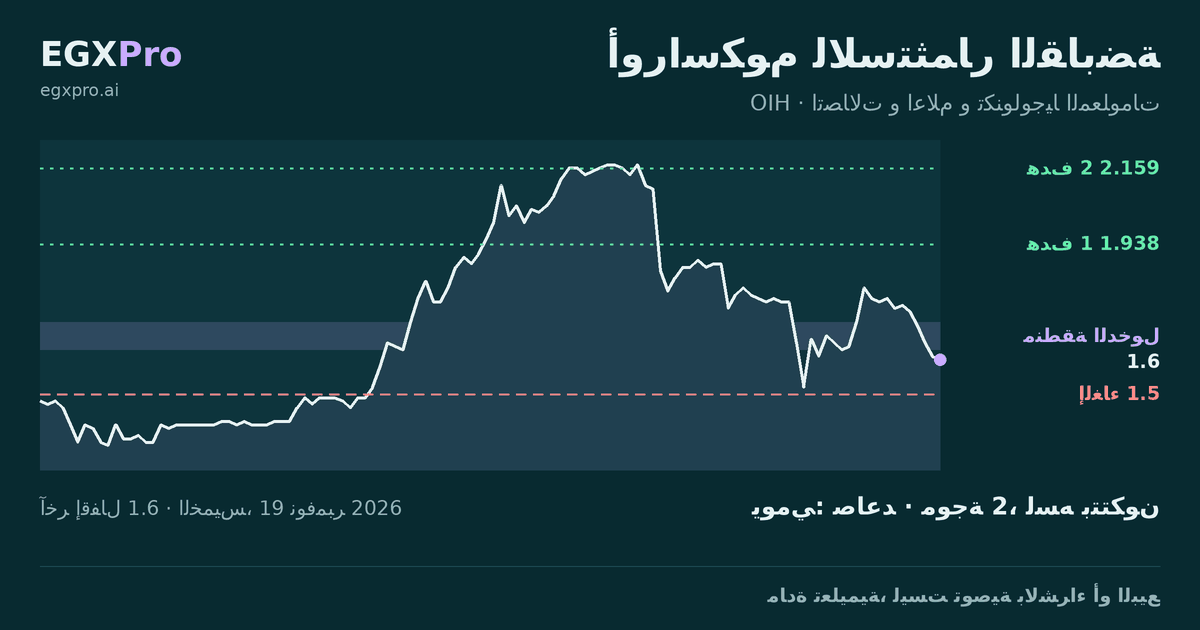 EGXPro
egxpro.ai
أوراسكوم للاستثمار القابضة
OIH · اتصالات و اعلام و تكنولوجيا المعلومات
هدف 2 2.159
هدف 1 1.938
منطقة الدخول
1.6
إلغاء 1.5
يومي: صاعد · موجة 2، لسه بتتكون
آخر إقفال 1.6 · الخميس، 19 نوفمبر 2026
مادة تعليمية، ليست توصية بالشراء أو البيع